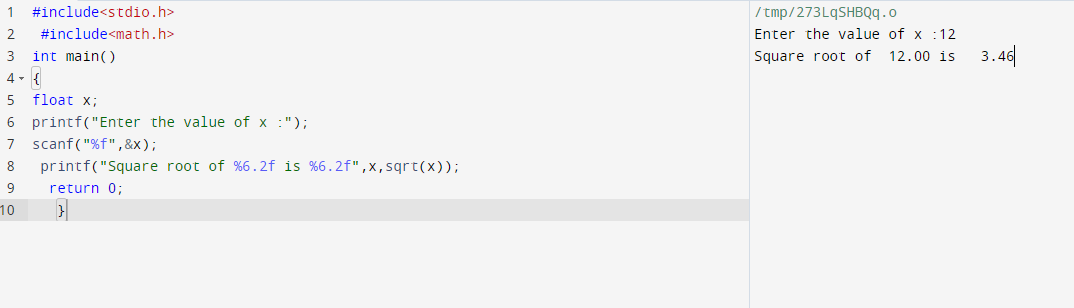 1 #include<stdio.h>
2 #include<math.h>
3 int main()
4 {
5 float x;
6 printf("Enter the value of x :");
7 scanf("%f",&x);
8 printf("Square root of %6.2f is %6.2f",x,sqrt(x));
9 return 0;
10 }
/tmp/273LqSHBQq.o
Enter the value of x :12
Square root of  12.00 is   3.46